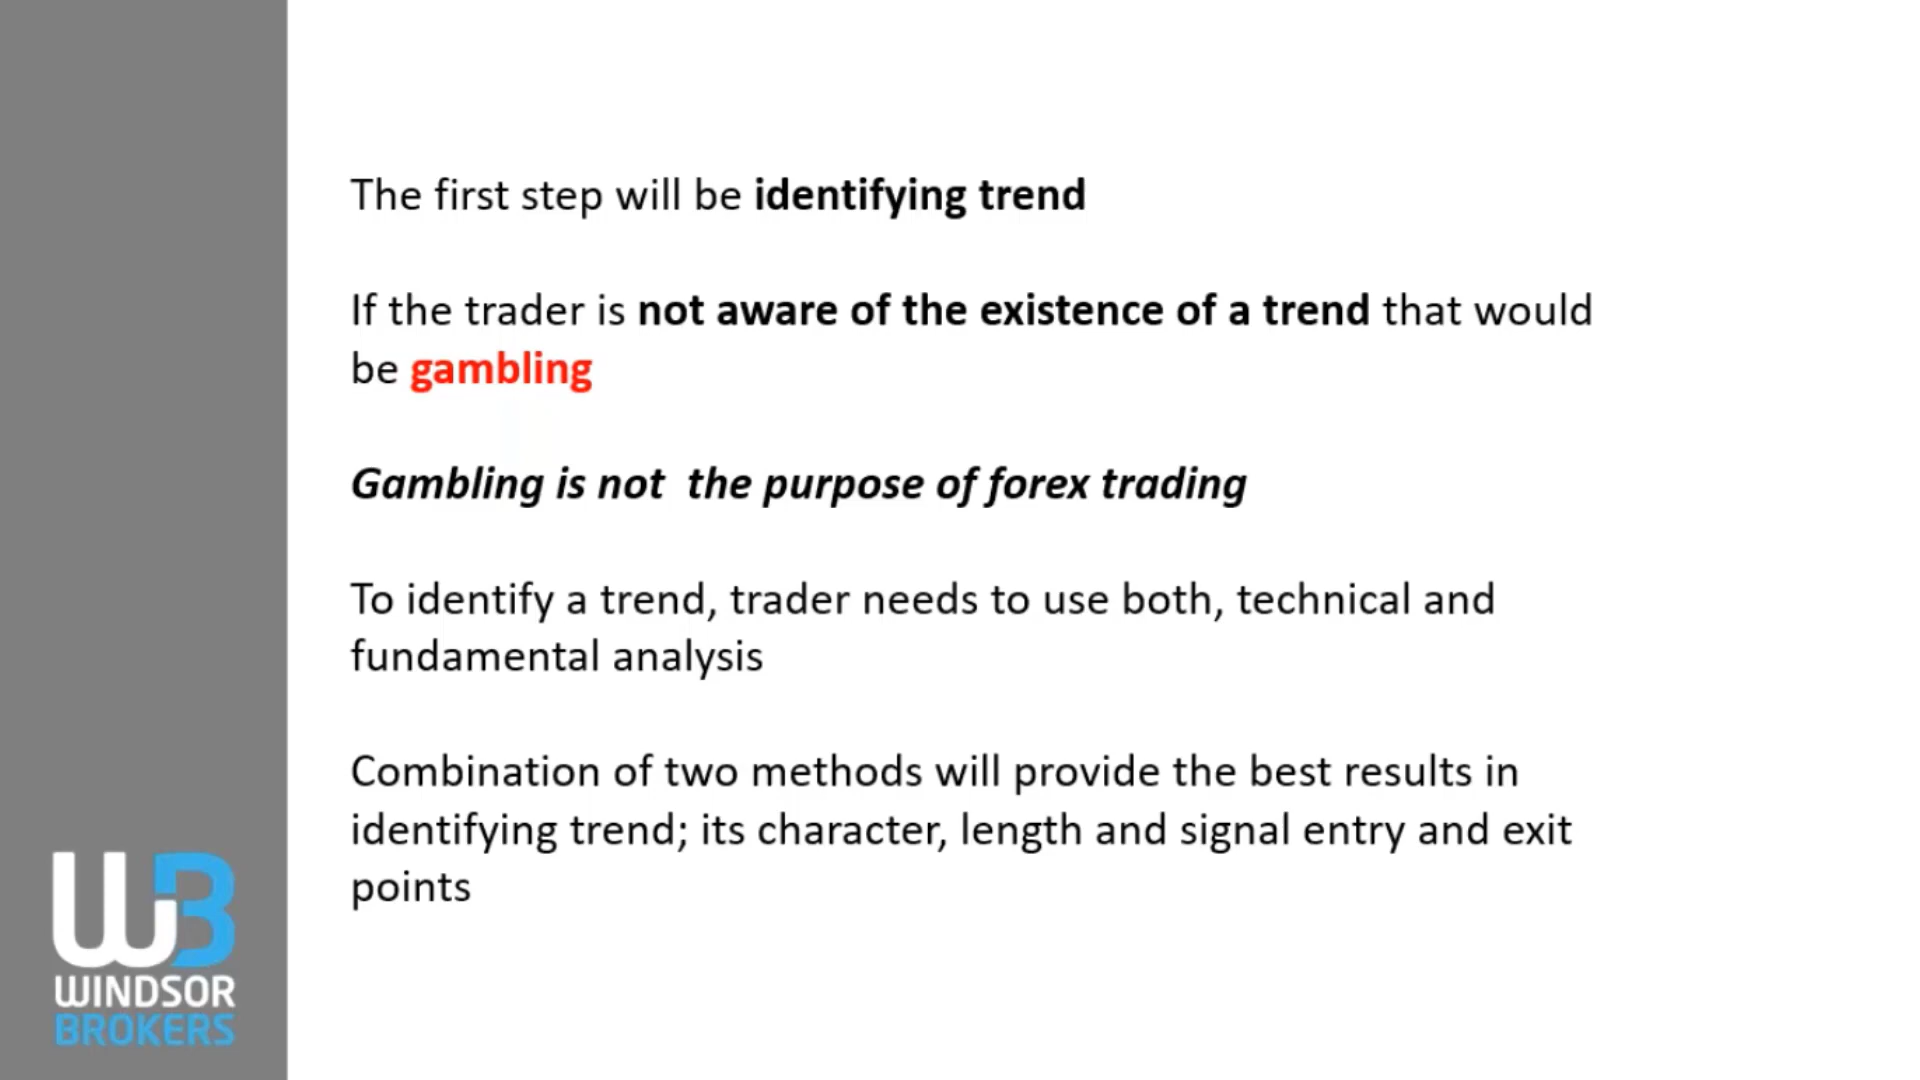 The first step will be identifying trend
If the trader is not aware of the existence of a trend that would
be gambling
Gambling is not  the purpose of forex trading
To identify a trend, trader needs to use both, technical and
fundamental analysis
Combination of two methods will provide the best results in
identifying trend; its character, length and signal entry and exit
points
WB
WINDSOR
BROKERS